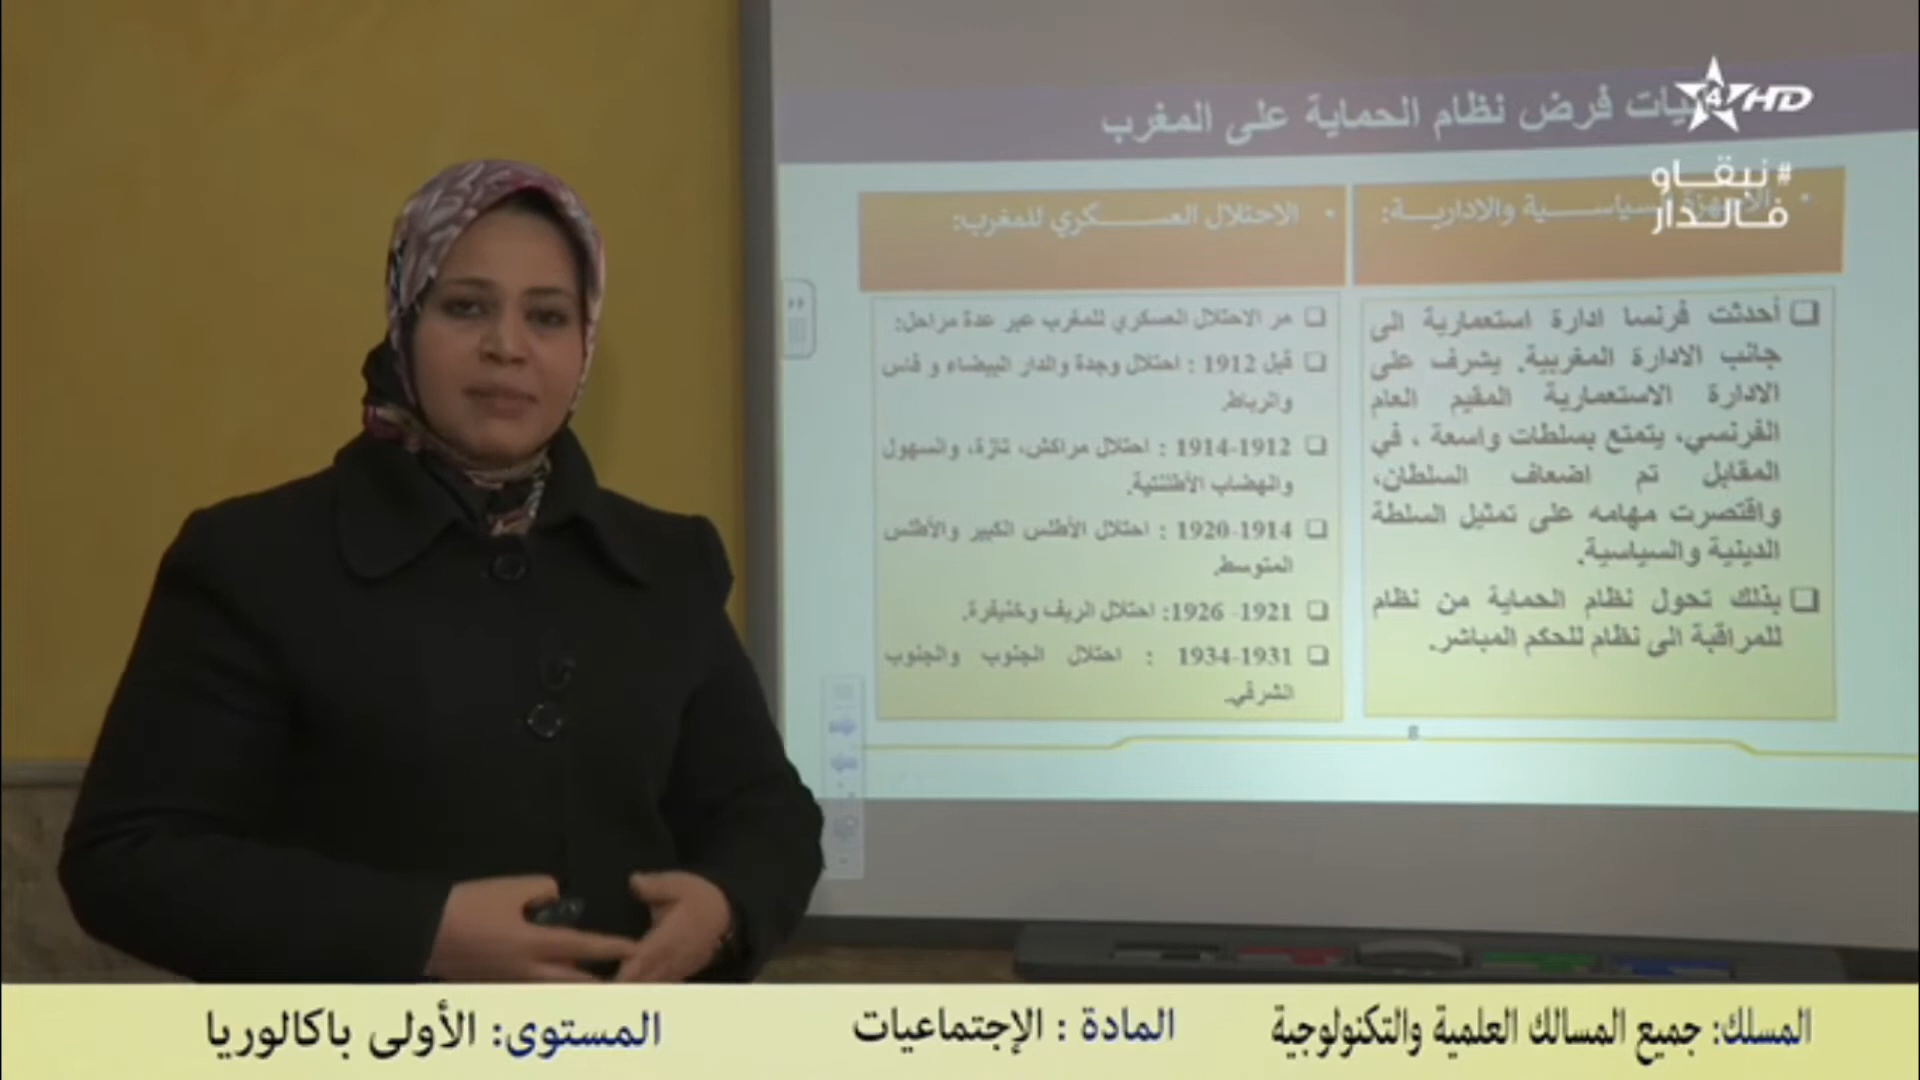 HD
فرض نظام الحماية على المغرب
#نبقاو
فالدار
السياسية والادارية:
أحدثت فرنسا ادارة استعمارية الى
جانب الادارة المغربية. يشرف على
الادارة الاستعمارية المقيم العام
الفرنسي، يتمتع بسلطات واسعة ، في
المقابل تم اضعاف السلطان،
واقتصرت مهامه على تمثيل السلطة
الدينية والسياسية.
بذلك تحول نظام الحماية من نظام
للمراقبة الى نظام للحكم المباشر.
• الاحتلال العسكري للمغرب:
مر الاحتلال العسكري للمغرب عبر عدة مراحل:
قبل 1912 : احتلال وجدة والدار البيضاء و فاس
والرباط.
1912-1914 : احتلال مراكش، تازة، والسهول
والهضاب الأطلنتية.
1914-1920 : احتلال الأطلس الكبير والأطلس
المتوسط.
1921- 1926: احتلال الريف وخنيفرة.
1931-1934 : احتلال الجنوب والجنوب
الشرقي.
8
المسلك: جميع المسالك العلمية والتكنولوجية
المادة : الإجتماعيات
المستوى: الأولى باكالوريا